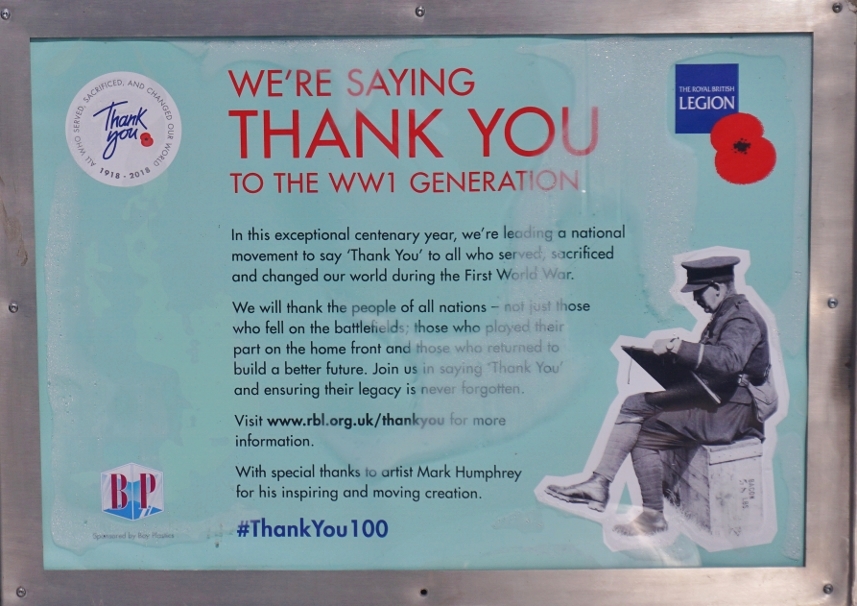 ALL WHO SERVED, SACRIFICED, AND CHANGED OUR WORLD
Thank
you
1918 - 2018
WE'RE SAYING
THANK YOU
TO THE WW1 GENERATION
THE ROYAL BRITISH
LEGION
In this exceptional centenary year, we're leading a national
movement to say 'Thank You' to all who served, sacrificed
and changed our world during the First World War.
We will thank the people of all nations – not just those
who fell on the battlefields; those who played their
part on the home front and those who returned to
build a better future. Join us in saying 'Thank You'
and ensuring their legacy is never forgotten.
Visit www.rbl.org.uk/thankyou for more
information.
With special thanks to artist Mark Humphrey
for his inspiring and moving creation.
#ThankYou100
BP
Sponsored by Bay Plastics